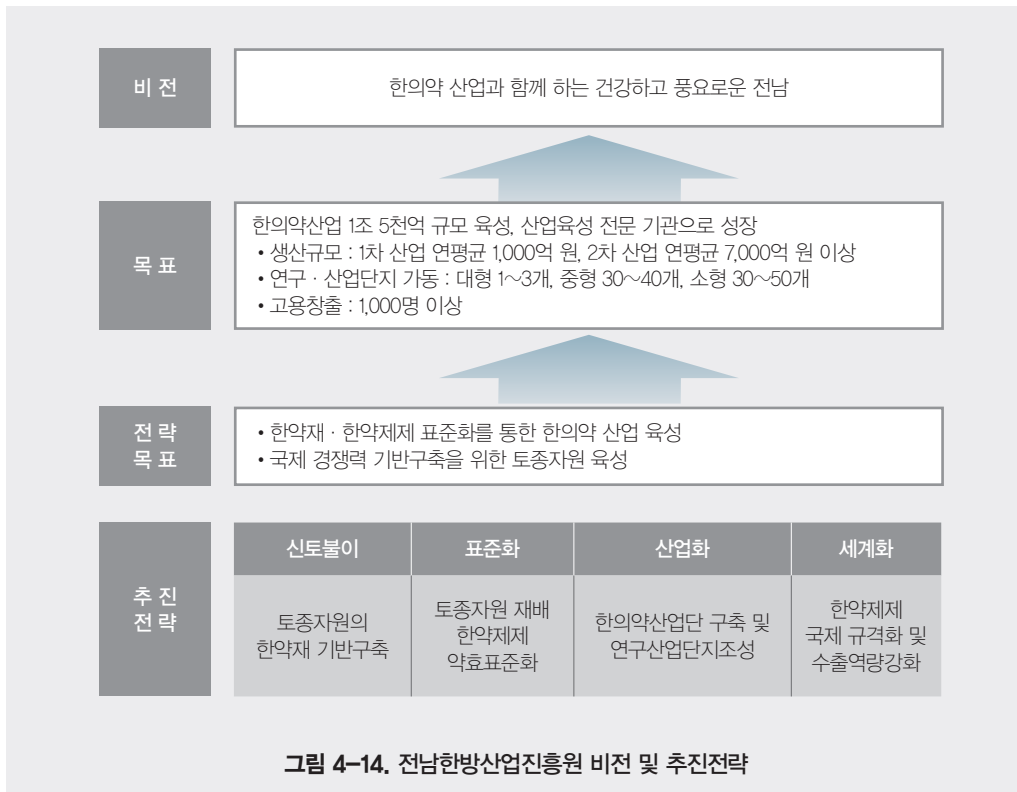 비 전
한의약 산업과 함께 하는 건강하고 풍요로운 전남
목 표
한의약산업 1조 5천억 규모 육성, 산업육성 전문 기관으로 성장
• 생산규모 : 1차 산업 연평균 1,000억 원, 2차 산업 연평균 7,000억 원 이상
• 연구 · 산업단지 가동 : 대형 1~3개, 중형 30~40개, 소형 30~50개
• 고용창출 : 1,000명 이상
전 략
목 표
• 한약재 · 한약제제 표준화를 통한 한의약 산업 육성
• 국제 경쟁력 기반구축을 위한 토종자원 육성
추 진
전 략
신토불이
토종자원의
한약재 기반구축
표준화
토종자원 재배
한약제제
약효표준화
산업화
한의약산업단 구축 및
연구산업단지조성
세계화
한약제제
국제 규격화 및
수출역량강화
그림 4-14. 전남한방산업진흥원 비전 및 추진전략